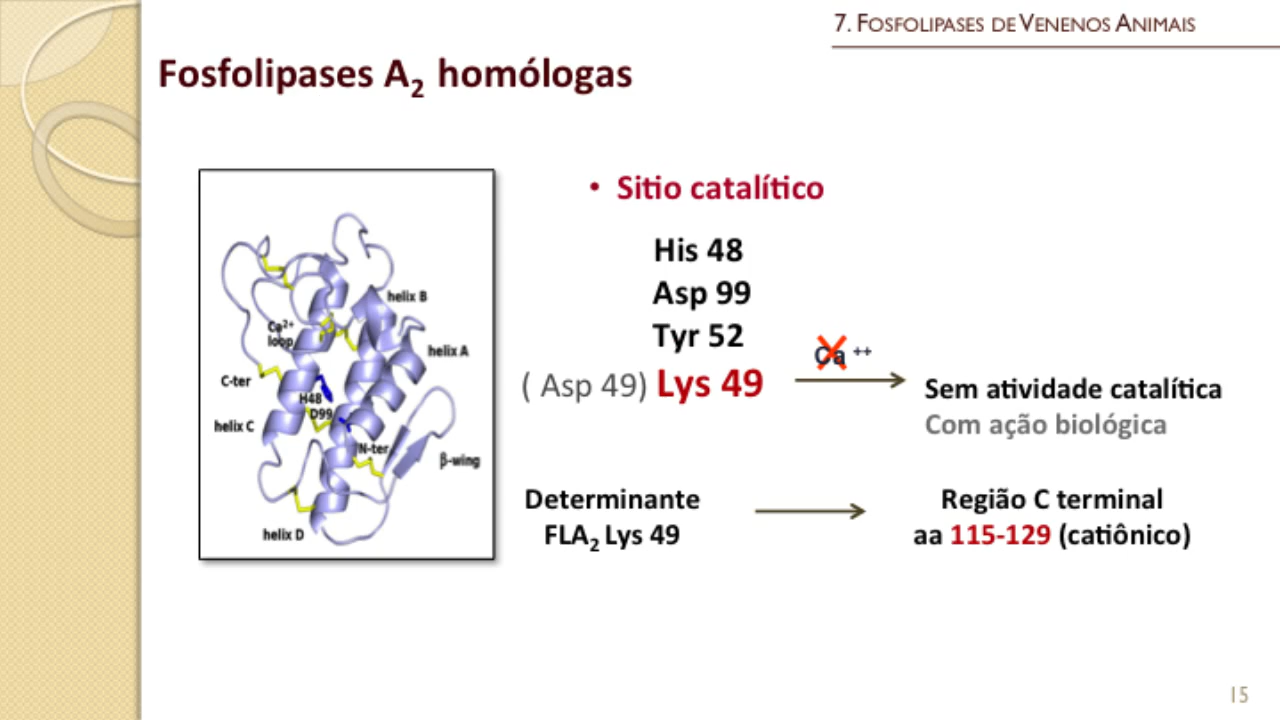 7. Fosfolipases de Venenos Animais
Fosfolipases A2 homólogas
• Sitio catalítico
His 48
Asp 99
Tyr 52
( Asp 49) Lys 49
Ca ++
Sem atividade catalítica
Com ação biológica
Determinante
FLA2 Lys 49
Região C terminal
aa 115-129 (catiônico)
helix B
Ca2+
loop
helix A
C-ter
H48
D99
helix C
N-ter
β-wing
helix D
15